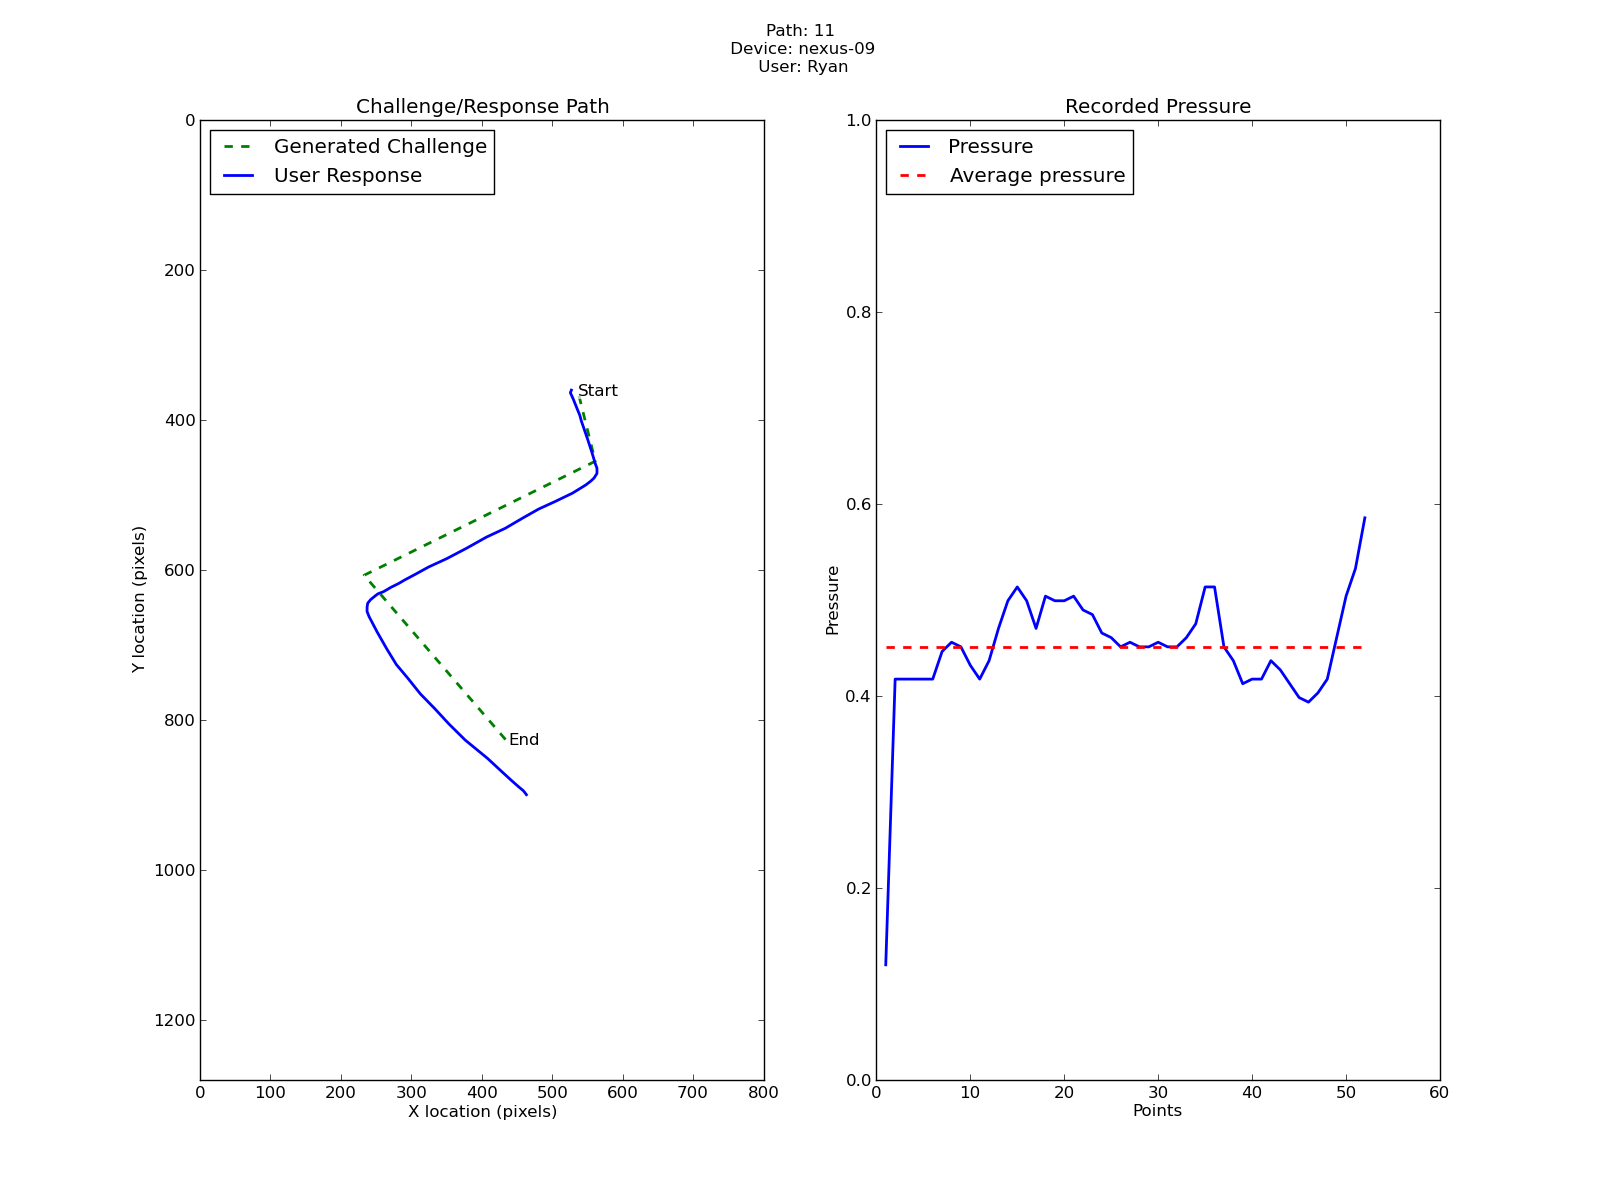 Path: 11
Device: nexus-09
User: Ryan
Challenge/Response Path
Generated Challenge
User Response
Start
End
0
200
400
600
800
1000
1200
Y location (pixels)
0 100 200 300 400 500 600 700 800
X location (pixels)
Recorded Pressure
Pressure
Average pressure
1.0
0.8
0.6
0.4
0.2
0.0
Pressure
0 10 20 30 40 50 60
Points